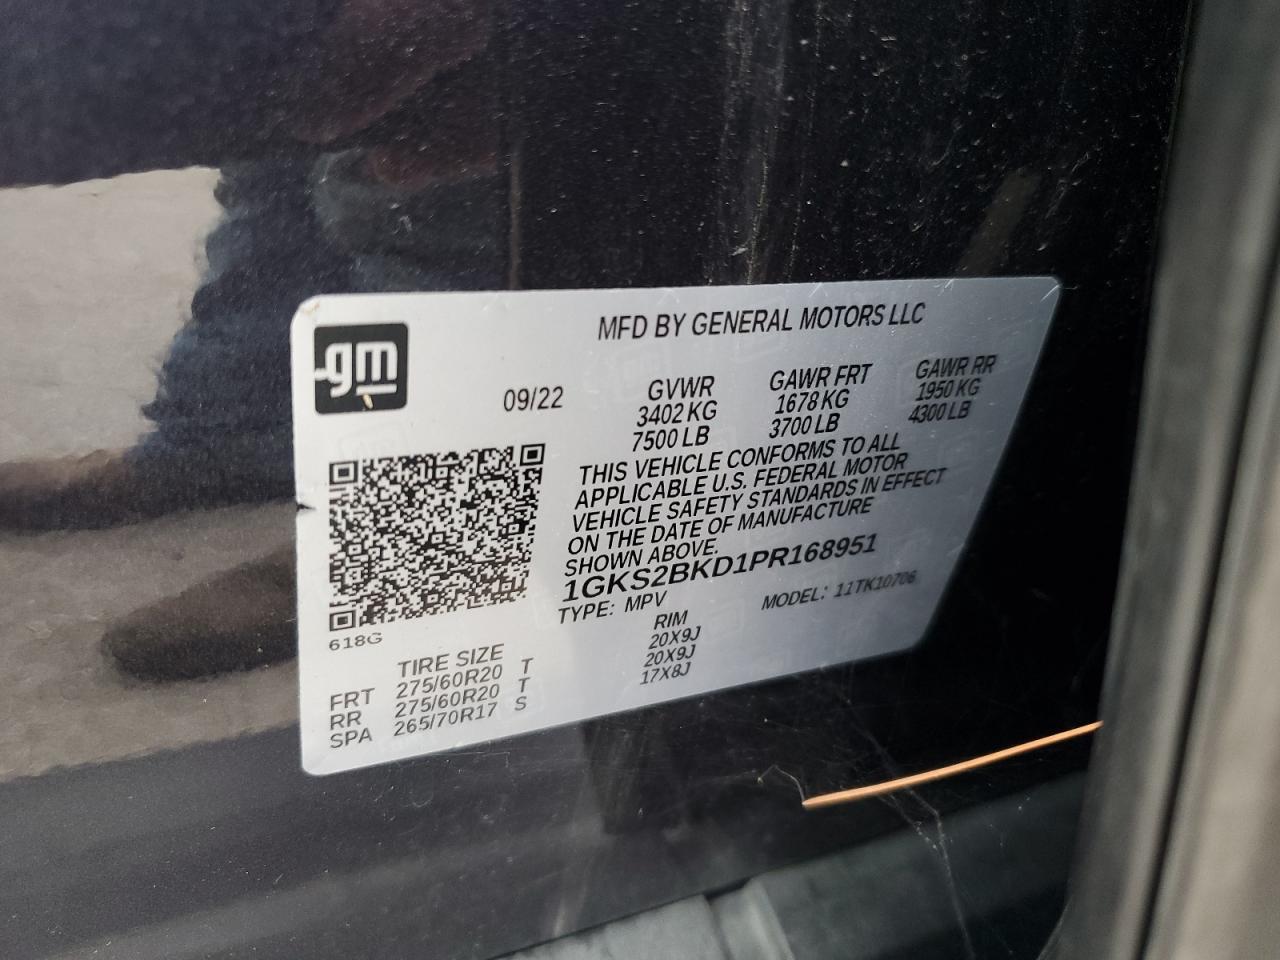 gm
MFD BY GENERAL MOTORS LLC
09/22
GVWR
3402 KG
7500 LB
GAWR FRT
1678 KG
3700 LB
GAWR RR
1950 KG
4300 LB
THIS VEHICLE CONFORMS TO ALL
APPLICABLE U.S. FEDERAL MOTOR
VEHICLE SAFETY STANDARDS IN EFFECT
ON THE DATE OF MANUFACTURE
SHOWN ABOVE.
1GKS2BKD1PR168951
TYPE: MPV MODEL: 11TK10706
618G
TIRE SIZE RIM
FRT 275/60R20 T 20X9J
RR 275/60R20 T 20X9J
SPA 265/70R17 S 17X8J